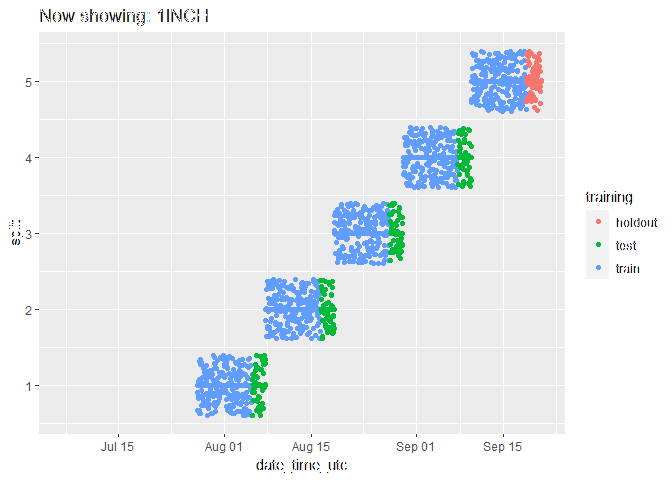 Now showing: 1INCH
5
4
3
2
1
split
Jul 15
Aug 01
Aug 15
Sep 01
Sep 15
date_time_utc
training
holdout
test
train